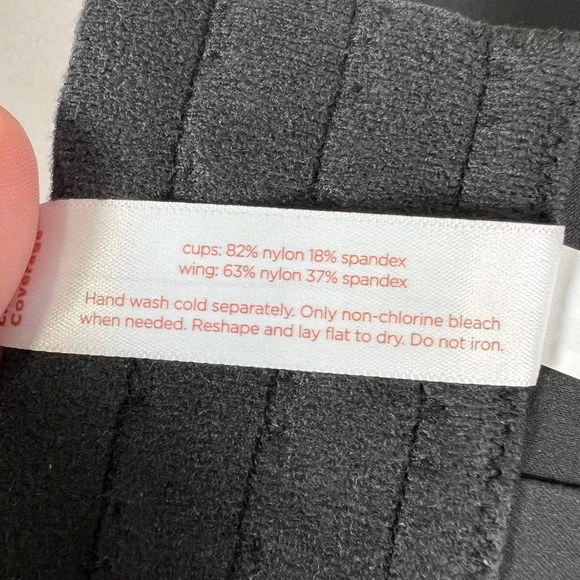 cups: 82% nylon 18% spandex
wing: 63% nylon 37% spandex
Hand wash cold separately. Only non-chlorine bleach
when needed. Reshape and lay flat to dry. Do not iron.
Coverage